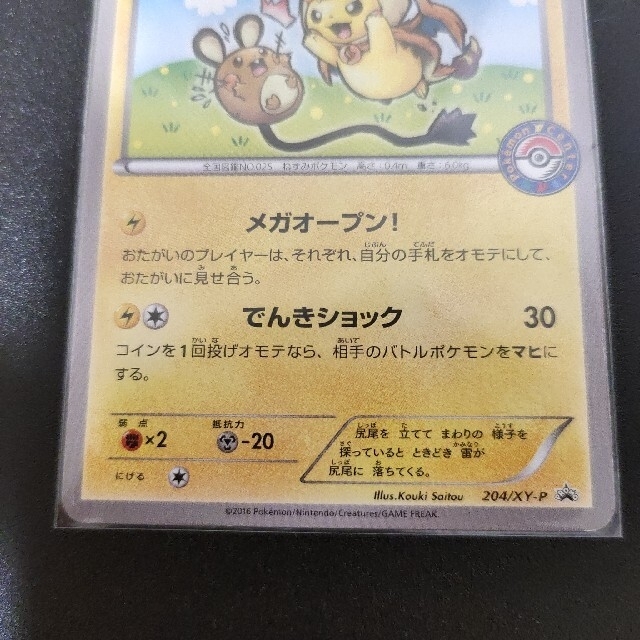 全国図鑑NO.025 ねずみポケモン 高さ:0.4m 重さ:6.0kg
Pokémon Center
メガオープン!
おたがいのプレイヤーは、それぞれ、自分の手札をオモテにして、
おたがいに見せ合う。
でんきショック 30
コインを1回投げオモテなら、相手のバトルポケモンをマヒに
する。
弱点 抵抗力
×2 -20
にげる
尻尾を 立てて まわりの 様子を
探っていると ときどき 雷が
尻尾に 落ちてくる。
Illus.Kouki Saitou 204/XY-P
©2016 Pokémon/Nintendo/Creatures/GAME FREAK.